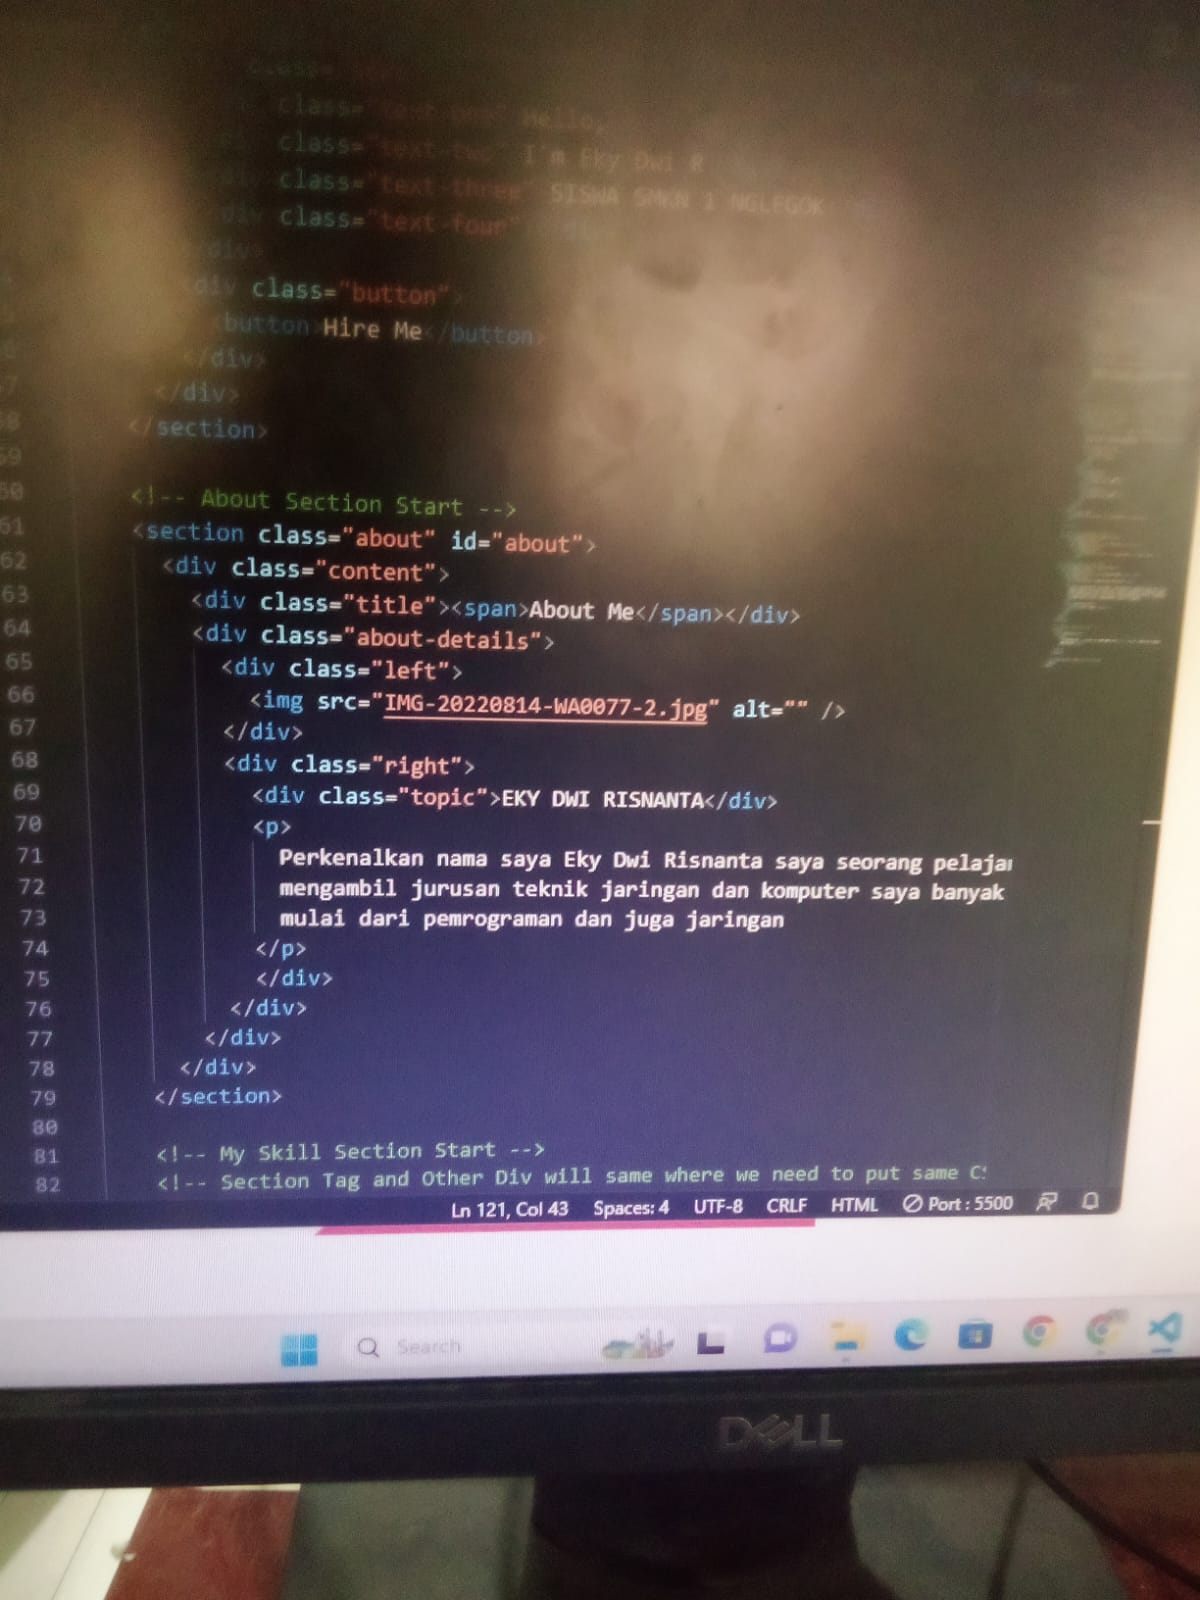 class=
class="text-one" Hello,
class="text-two" I'm Eky Dwi R
class="text-three" SISWA SMKN 1 NGLEGOK
div class="text-four"
div>
div class="button">
<button>Hire Me</button>
</div>
</div>
</section>
59
60 <!-- About Section Start -->
61 <section class="about" id="about">
62 <div class="content">
63 <div class="title"><span>About Me</span></div>
64 <div class="about-details">
65 <div class="left">
66 <img src="IMG-20220814-WA0077-2.jpg" alt="" />
67 </div>
68 <div class="right">
69 <div class="topic">EKY DWI RISNANTA</div>
70 <p>
71 Perkenalkan nama saya Eky Dwi Risnanta saya seorang pelajar
72 mengambil jurusan teknik jaringan dan komputer saya banyak
73 mulai dari pemrograman dan juga jaringan
74 </p>
75 </div>
76 </div>
77 </div>
78 </div>
79 </section>
80
81 <!-- My Skill Section Start -->
82 <!-- Section Tag and Other Div will same where we need to put same C
Ln 121, Col 43 Spaces: 4 UTF-8 CRLF HTML Port : 5500
Search
DELL